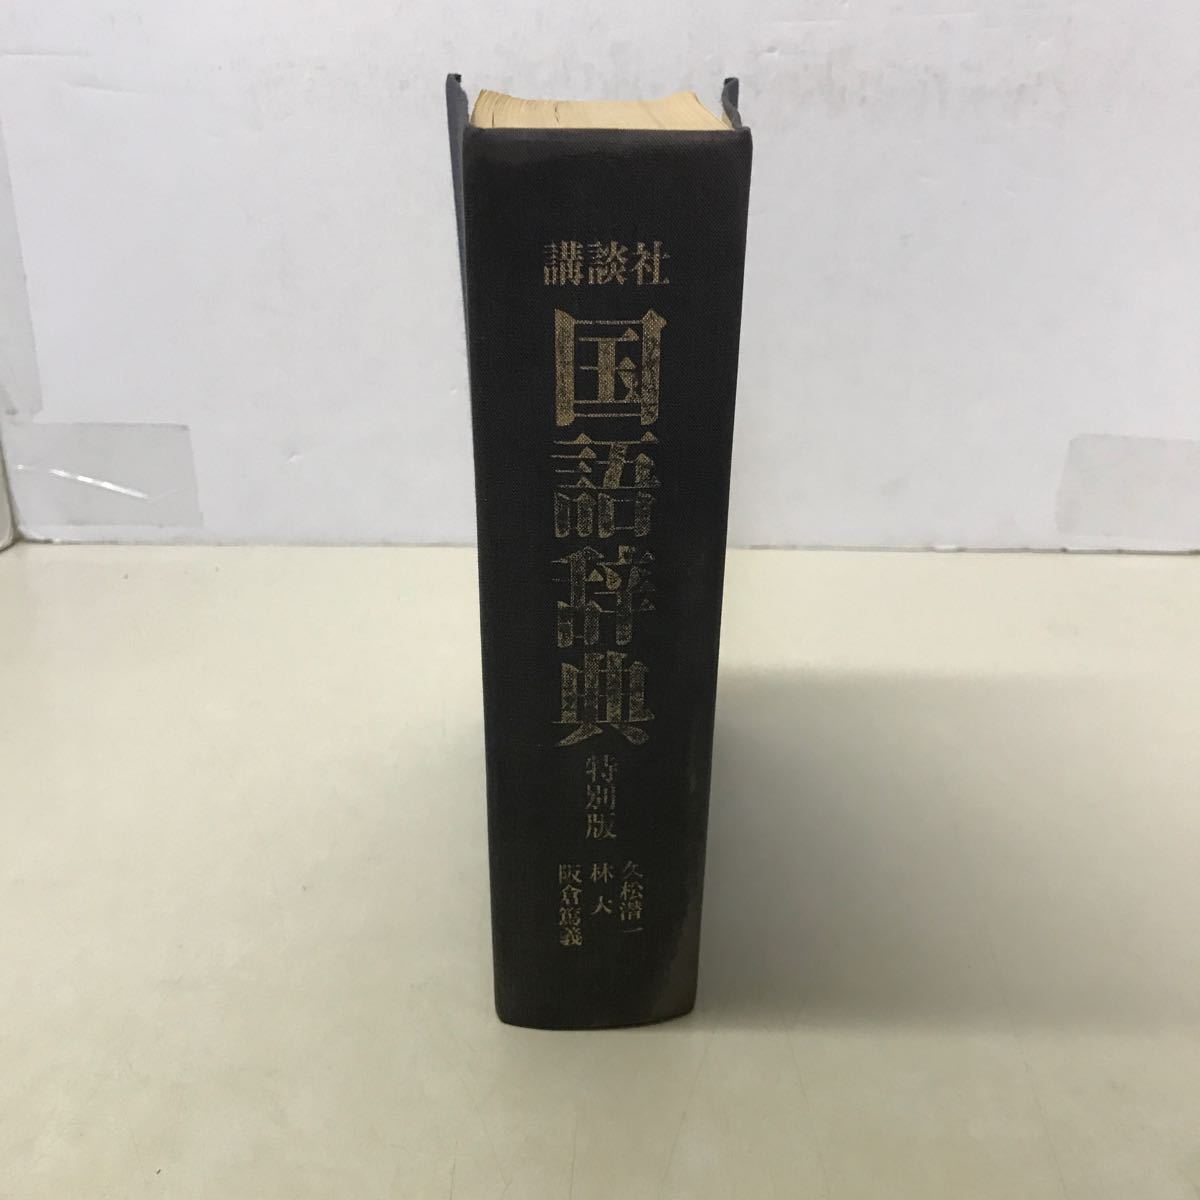 講談社
国語辞典
特別版
久松潜一
林大
阪倉篤義